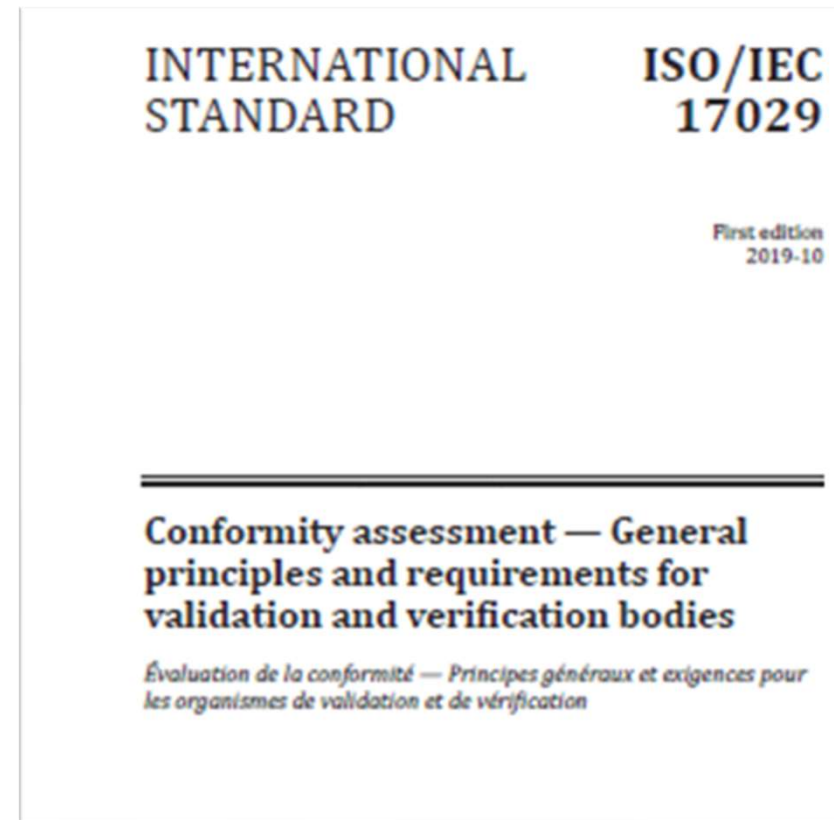 INTERNATIONAL STANDARD
ISO/IEC 17029
First edition
2019-10
Conformity assessment — General
principles and requirements for
validation and verification bodies
Évaluation de la conformité — Principes généraux et exigences pour
les organismes de validation et de vérification